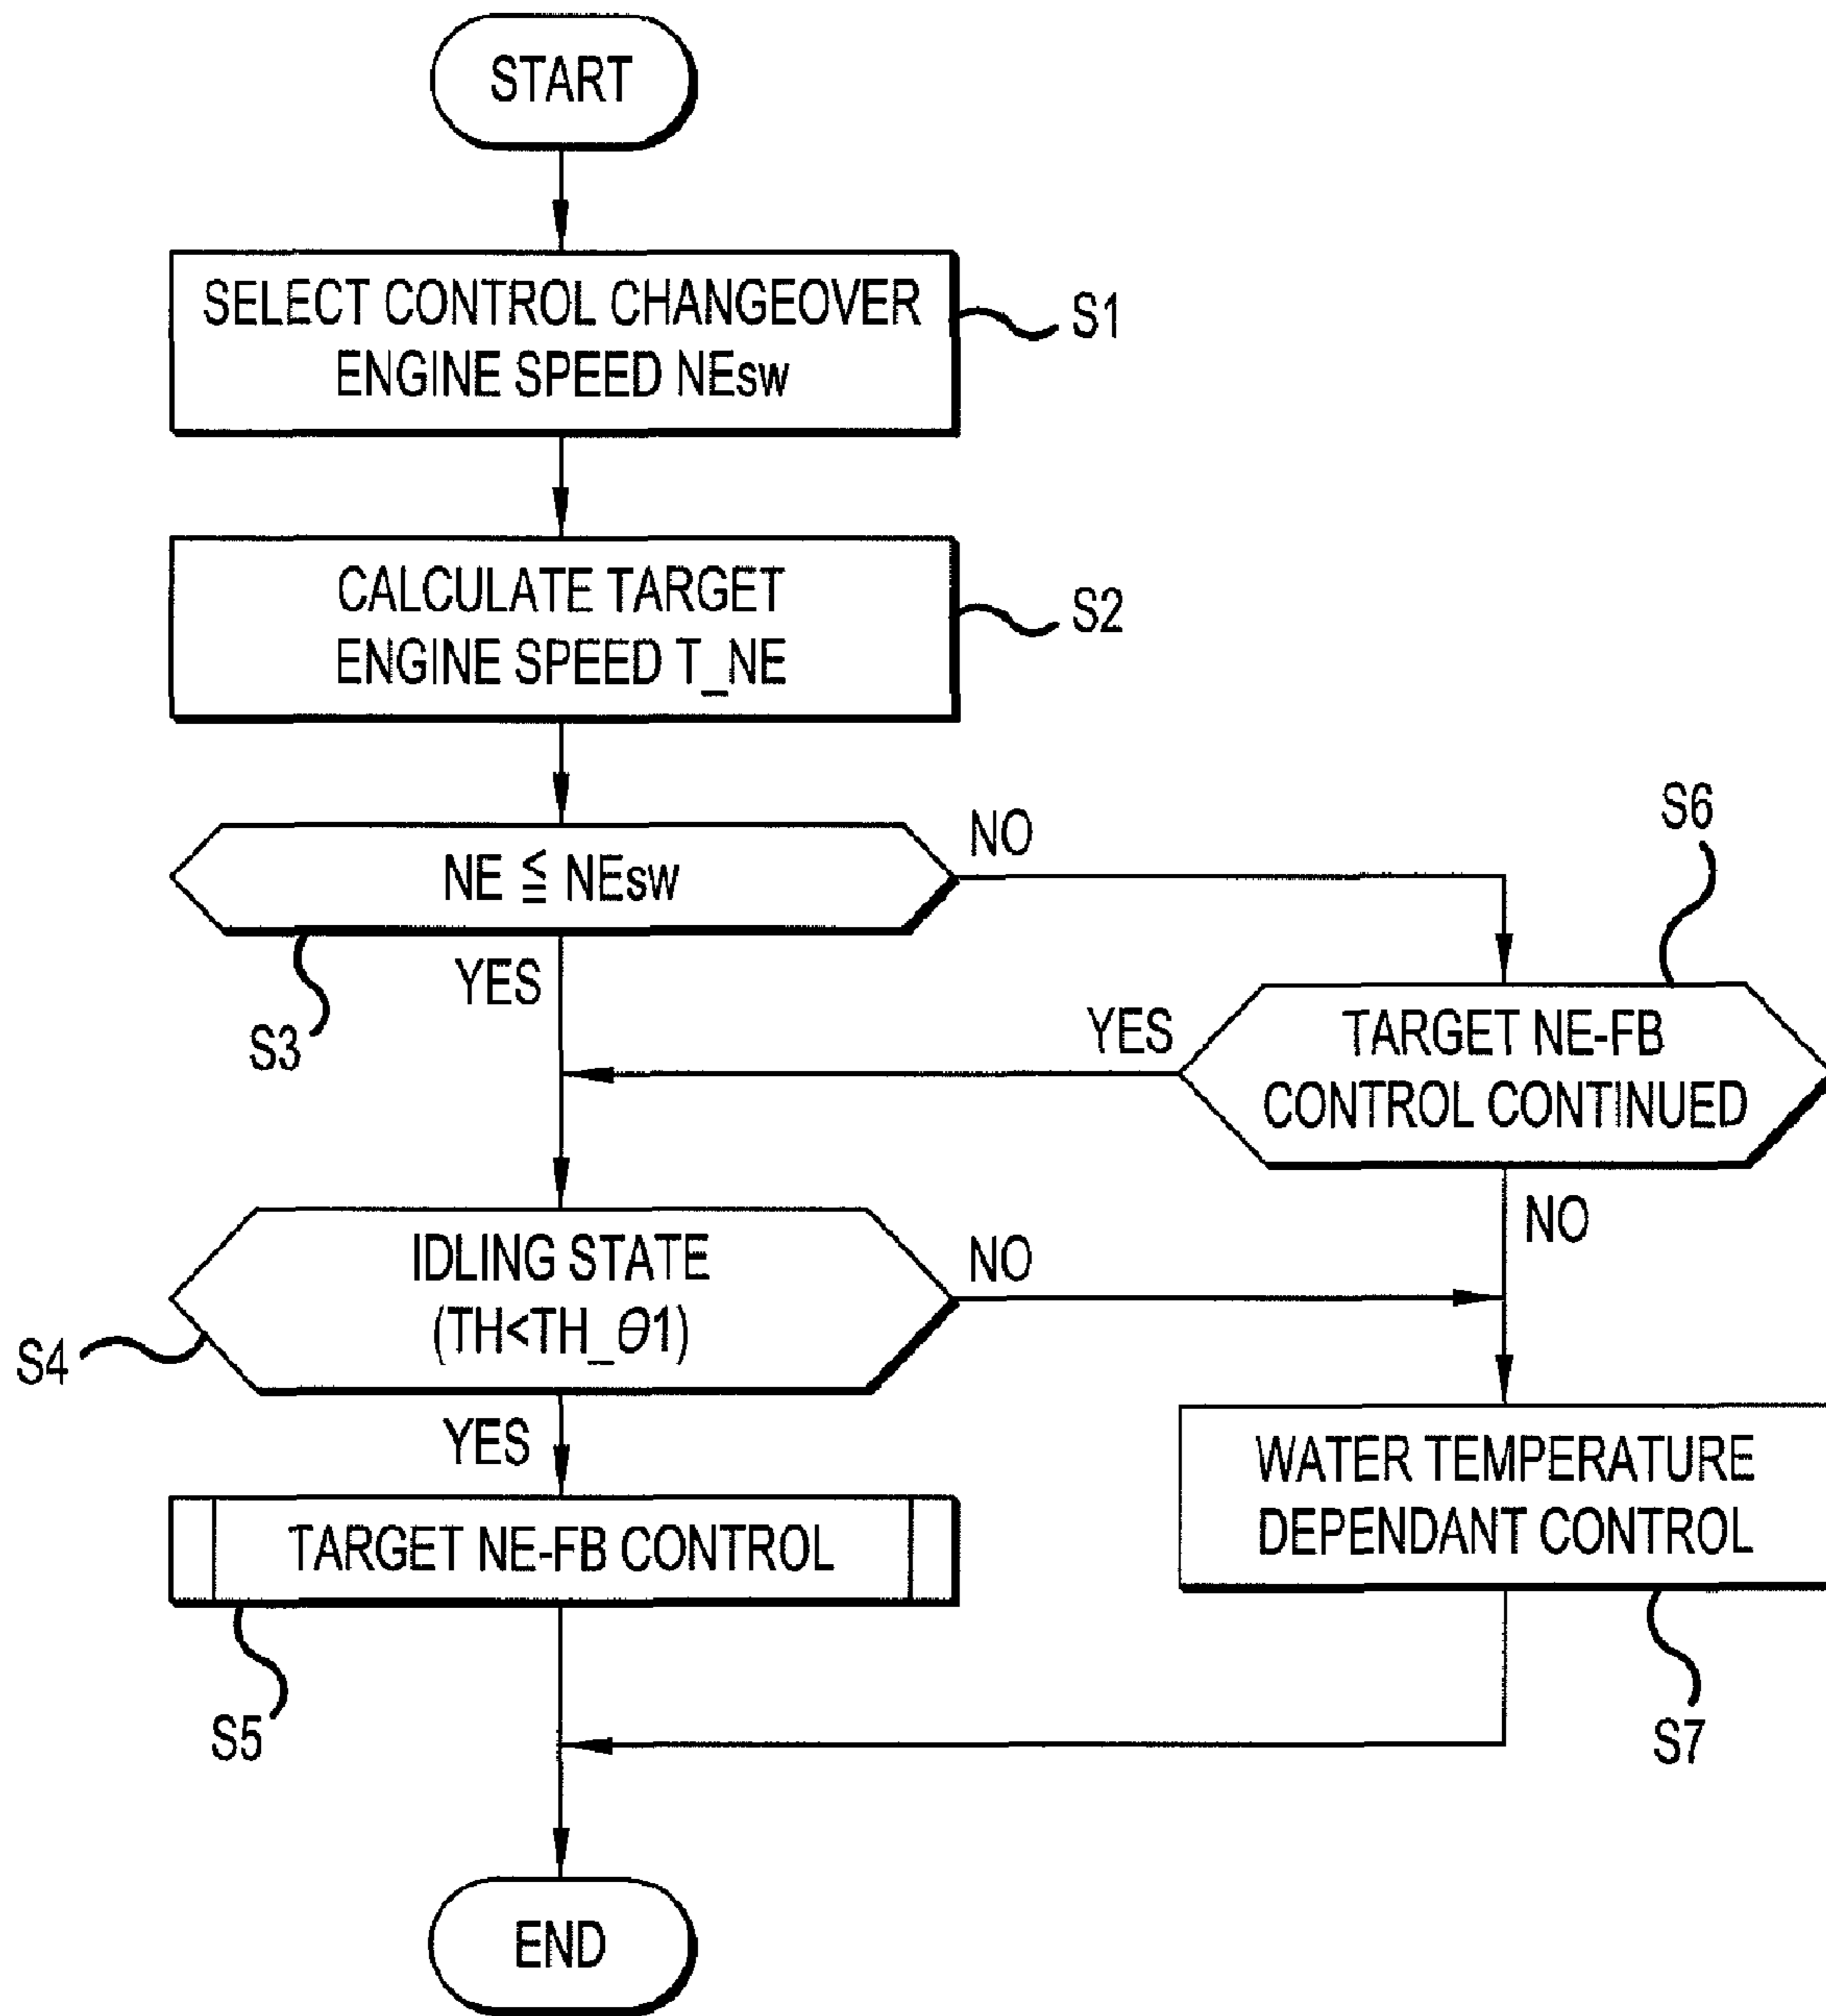 START
SELECT CONTROL CHANGEOVER
ENGINE SPEED NEsw
S1
CALCULATE TARGET
ENGINE SPEED T_NE
S2
NE ≦ NEsw
NO
YES
S3
S6
TARGET NE-FB
CONTROL CONTINUED
YES
NO
IDLING STATE
(TH<TH_θ1)
NO
S4
YES
TARGET NE-FB CONTROL
S5
WATER TEMPERATURE
DEPENDANT CONTROL
S7
END